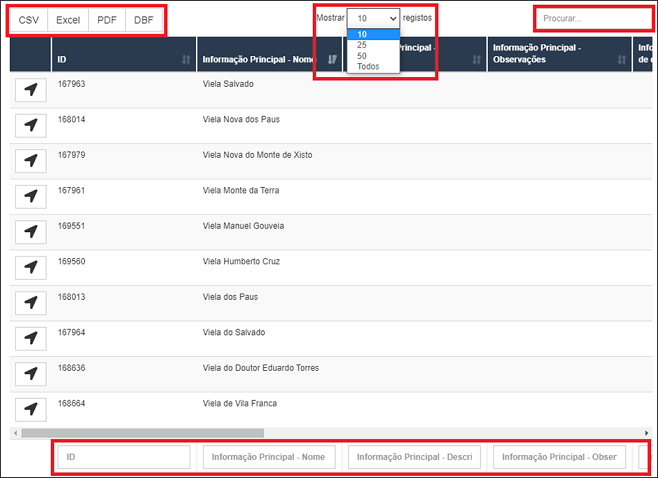 CSV Excel PDF DBF Mostrar 10 registos Procurar...
10
25
50
Todos
ID Informação Principal - Nome Principal - Informação Principal - Observações
167963 Viela Salvado
168014 Viela Nova dos Paus
167979 Viela Nova do Monte de Xisto
167961 Viela Monte da Terra
169551 Viela Manuel Gouveia
169560 Viela Humberto Cruz
168013 Viela dos Paus
167964 Viela do Salvado
168636 Viela do Doutor Eduardo Torres
168664 Viela de Vila Franca
ID Informação Principal - Nome Informação Principal - Descri Informação Principal - Obser